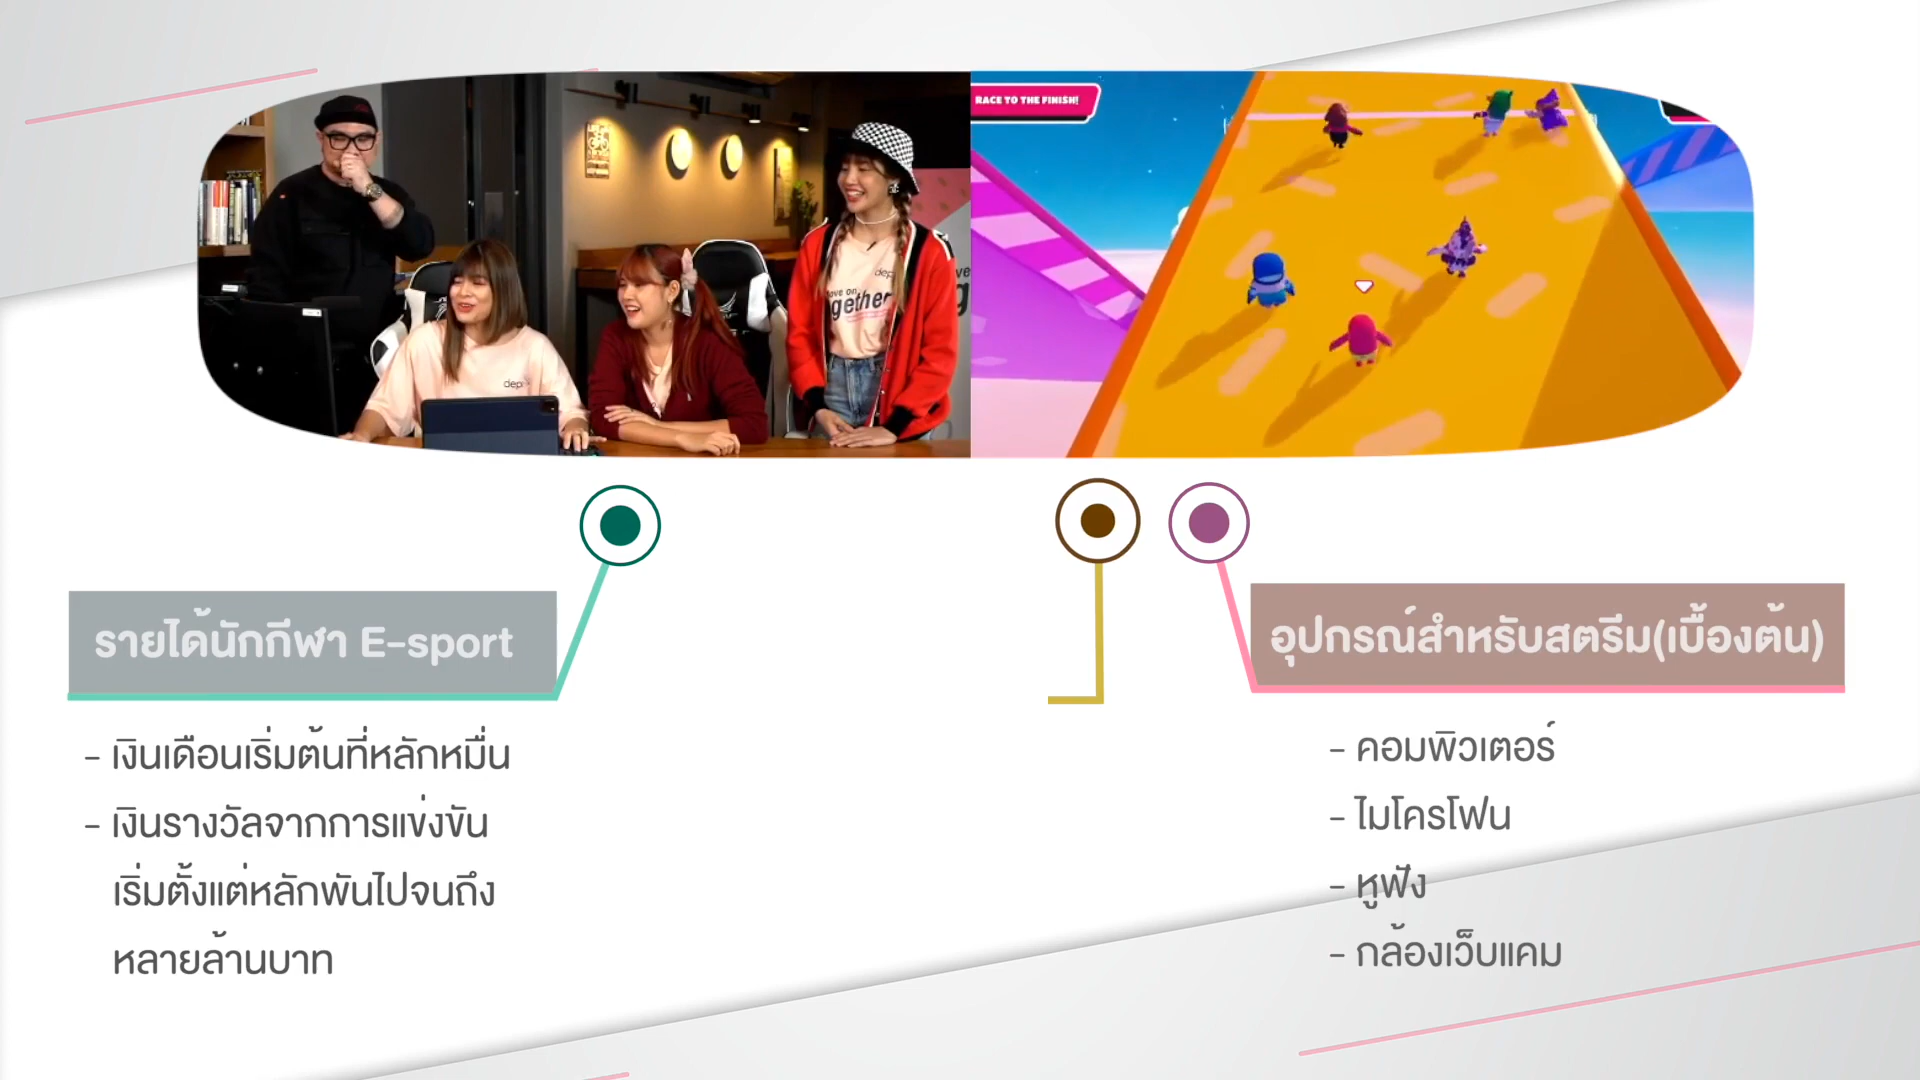 RACE TO THE FINISH!
depa
Move on
gether
dep
รายได้นักกีฬา E-sport
- เงินเดือนเริ่มต้นที่หลักหมื่น
- เงินรางวัลจากการแข่งขัน
เริ่มตั้งแต่หลักพันไปจนถึง
หลายล้านบาท
อุปกรณ์สำหรับสตรีม(เบื้องต้น)
- คอมพิวเตอร์
- ไมโครโฟน
- หูฟัง
- กล้องเว็บแคม